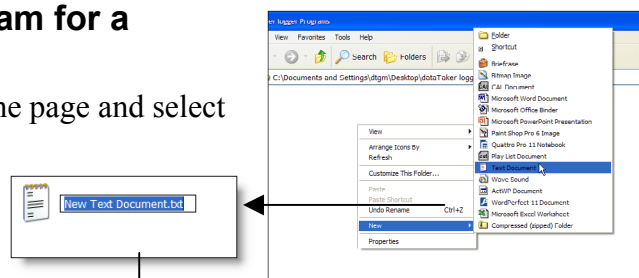 am for a
ne page and select
er logger Programs
View Favorites Tools Help
Search Folders
C:\Documents and Settings\dtgm\Desktop\dataTaker logg
Folder
Shortcut
Briefcase
Bitmap Image
CAL Document
Microsoft Word Document
Microsoft Office Binder
Microsoft PowerPoint Presentation
Paint Shop Pro 6 Image
Quattro Pro 11 Notebook
Play List Document
Text Document
Wave Sound
ActWP Document
WordPerfect 11 Document
Microsoft Excel Worksheet
Compressed (zipped) Folder
View
Arrange Icons By
Refresh
Customize This Folder...
Paste
Paste Shortcut
Undo Rename Ctrl+Z
New
Properties
New Text Document.txt